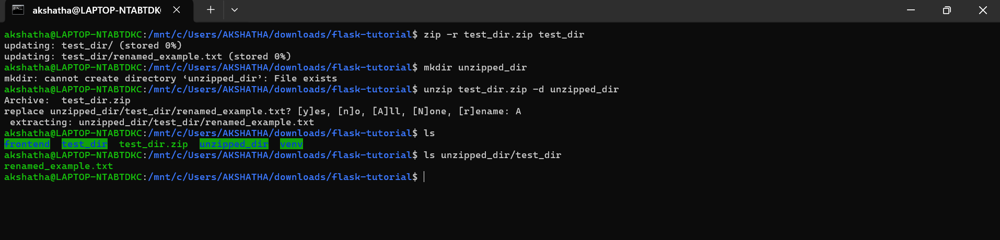 akshatha@LAPTOP-NTABTDK
akshatha@LAPTOP-NTABTDKC:/mnt/c/Users/AKSHATHA/downloads/flask-tutorial$ zip -r test_dir.zip test_dir
updating: test_dir/ (stored 0%)
updating: test_dir/renamed_example.txt (stored 0%)
akshatha@LAPTOP-NTABTDKC:/mnt/c/Users/AKSHATHA/downloads/flask-tutorial$ mkdir unzipped_dir
mkdir: cannot create directory ‘unzipped_dir’: File exists
akshatha@LAPTOP-NTABTDKC:/mnt/c/Users/AKSHATHA/downloads/flask-tutorial$ unzip test_dir.zip -d unzipped_dir
Archive:  test_dir.zip
replace unzipped_dir/test_dir/renamed_example.txt? [y]es, [n]o, [A]ll, [N]one, [r]ename: A
 extracting: unzipped_dir/test_dir/renamed_example.txt
akshatha@LAPTOP-NTABTDKC:/mnt/c/Users/AKSHATHA/downloads/flask-tutorial$ ls
frontend  test_dir  test_dir.zip  unzipped_dir  venv
akshatha@LAPTOP-NTABTDKC:/mnt/c/Users/AKSHATHA/downloads/flask-tutorial$ ls unzipped_dir/test_dir
renamed_example.txt
akshatha@LAPTOP-NTABTDKC:/mnt/c/Users/AKSHATHA/downloads/flask-tutorial$